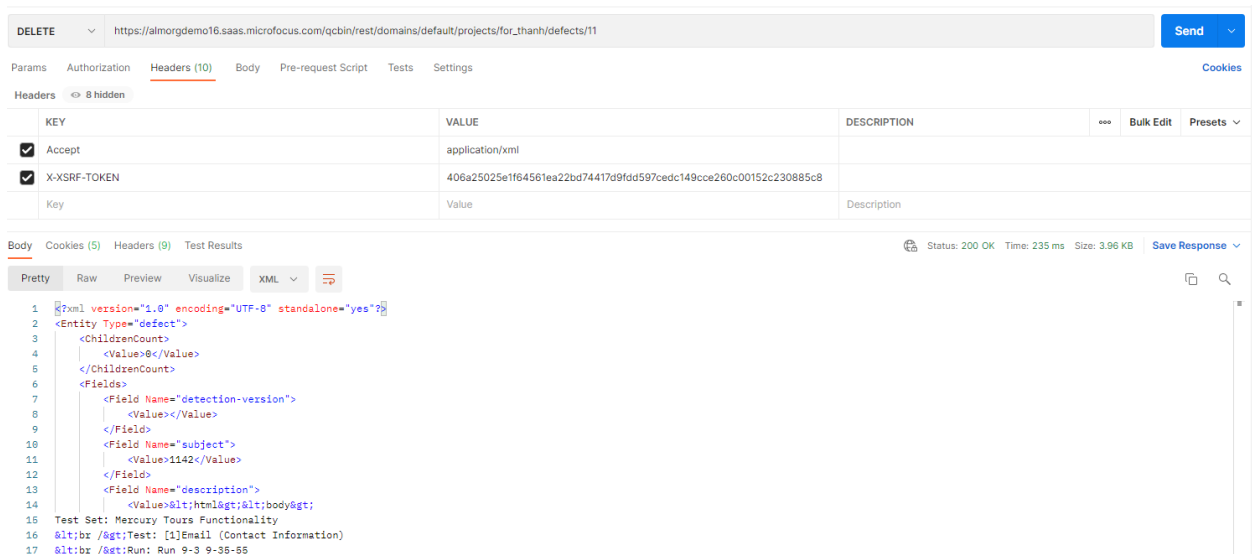 DELETE https://almorgdemo16.saas.microfocus.com/qcbin/rest/domains/default/projects/for_thanh/defects/11 Send
Params Authorization Headers (10) Body Pre-request Script Tests Settings Cookies
Headers 8 hidden
KEY VALUE DESCRIPTION ooo Bulk Edit Presets
Accept application/xml
X-XSRF-TOKEN 406a25025e1f64561ea22bd74417d9fdd597cedc149cce260c00152c230885c8
Key Value Description
Body Cookies (5) Headers (9) Test Results Status: 200 OK Time: 235 ms Size: 3.96 KB Save Response
Pretty Raw Preview Visualize XML
1 <?xml version="1.0" encoding="UTF-8" standalone="yes"?>
2 <Entity Type="defect">
3 <ChildrenCount>
4 <Value>0</Value>
5 </ChildrenCount>
6 <Fields>
7 <Field Name="detection-version">
8 <Value></Value>
9 </Field>
10 <Field Name="subject">
11 <Value>1142</Value>
12 </Field>
13 <Field Name="description">
14 <Value>&lt;html&gt;&lt;body&gt;
15 Test Set: Mercury Tours Functionality
16 &lt;br /&gt;Test: [1]Email (Contact Information)
17 &lt;br /&gt;Run: Run 9-3 9-35-55